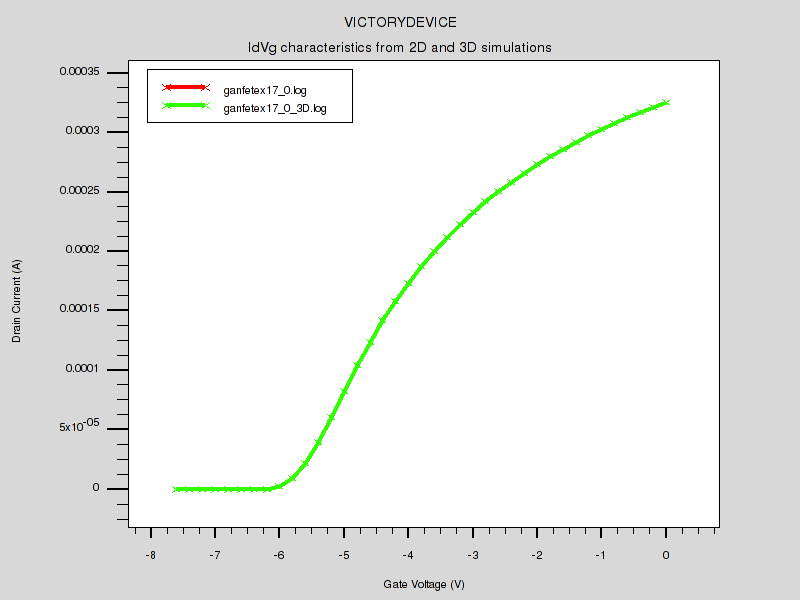 VICTORYDEVICE
IdVg characteristics from 2D and 3D simulations
ganfetex17_0.log
ganfetex17_0_3D.log
0.00035
0.0003
0.00025
0.0002
0.00015
0.0001
5x10-05
0
Drain Current (A)
-8 -7 -6 -5 -4 -3 -2 -1 0
Gate Voltage (V)